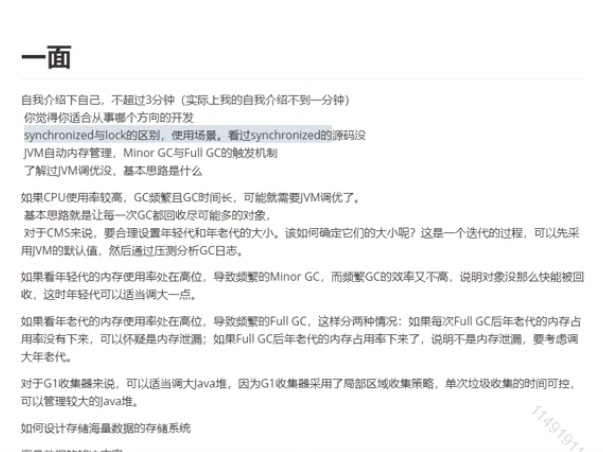 一面
自我介绍下自己，不超过3分钟（实际上我的自我介绍不到一分钟）
你觉得你适合从事哪个方向的开发
synchronized与lock的区别，使用场景。看过synchronized的源码没
JVM自动内存管理，Minor GC与Full GC的触发机制
了解过JVM调优没，基本思路是什么
如果CPU使用率较高，GC频繁且GC时间长，可能就需要JVM调优了。
基本思路就是让每一次GC都回收尽可能多的对象，
对于CMS来说，要合理设置年轻代和年老代的大小。该如何确定它们的大小呢？这是一个迭代的过程，可以先采
用JVM的默认值，然后通过压测分析GC日志。
如果看年轻代的内存使用率处在高位，导致频繁的Minor GC，而频繁GC的效率又不高，说明对象没那么快能被回
收，这时年轻代可以适当调大一点。
如果看年老代的内存使用率处在高位，导致频繁的Full GC，这样分两种情况：如果每次Full GC后年老代的内存占
用率没有下来，可以怀疑是内存泄漏；如果Full GC后年老代的内存占用率下来了，说明不是内存泄漏，要考虑调
大年老代。
对于G1收集器来说，可以适当调大Java堆，因为G1收集器采用了局部区域收集策略，单次垃圾收集的时间可控，
可以管理较大的Java堆。
如何设计存储海量数据的存储系统
11491911